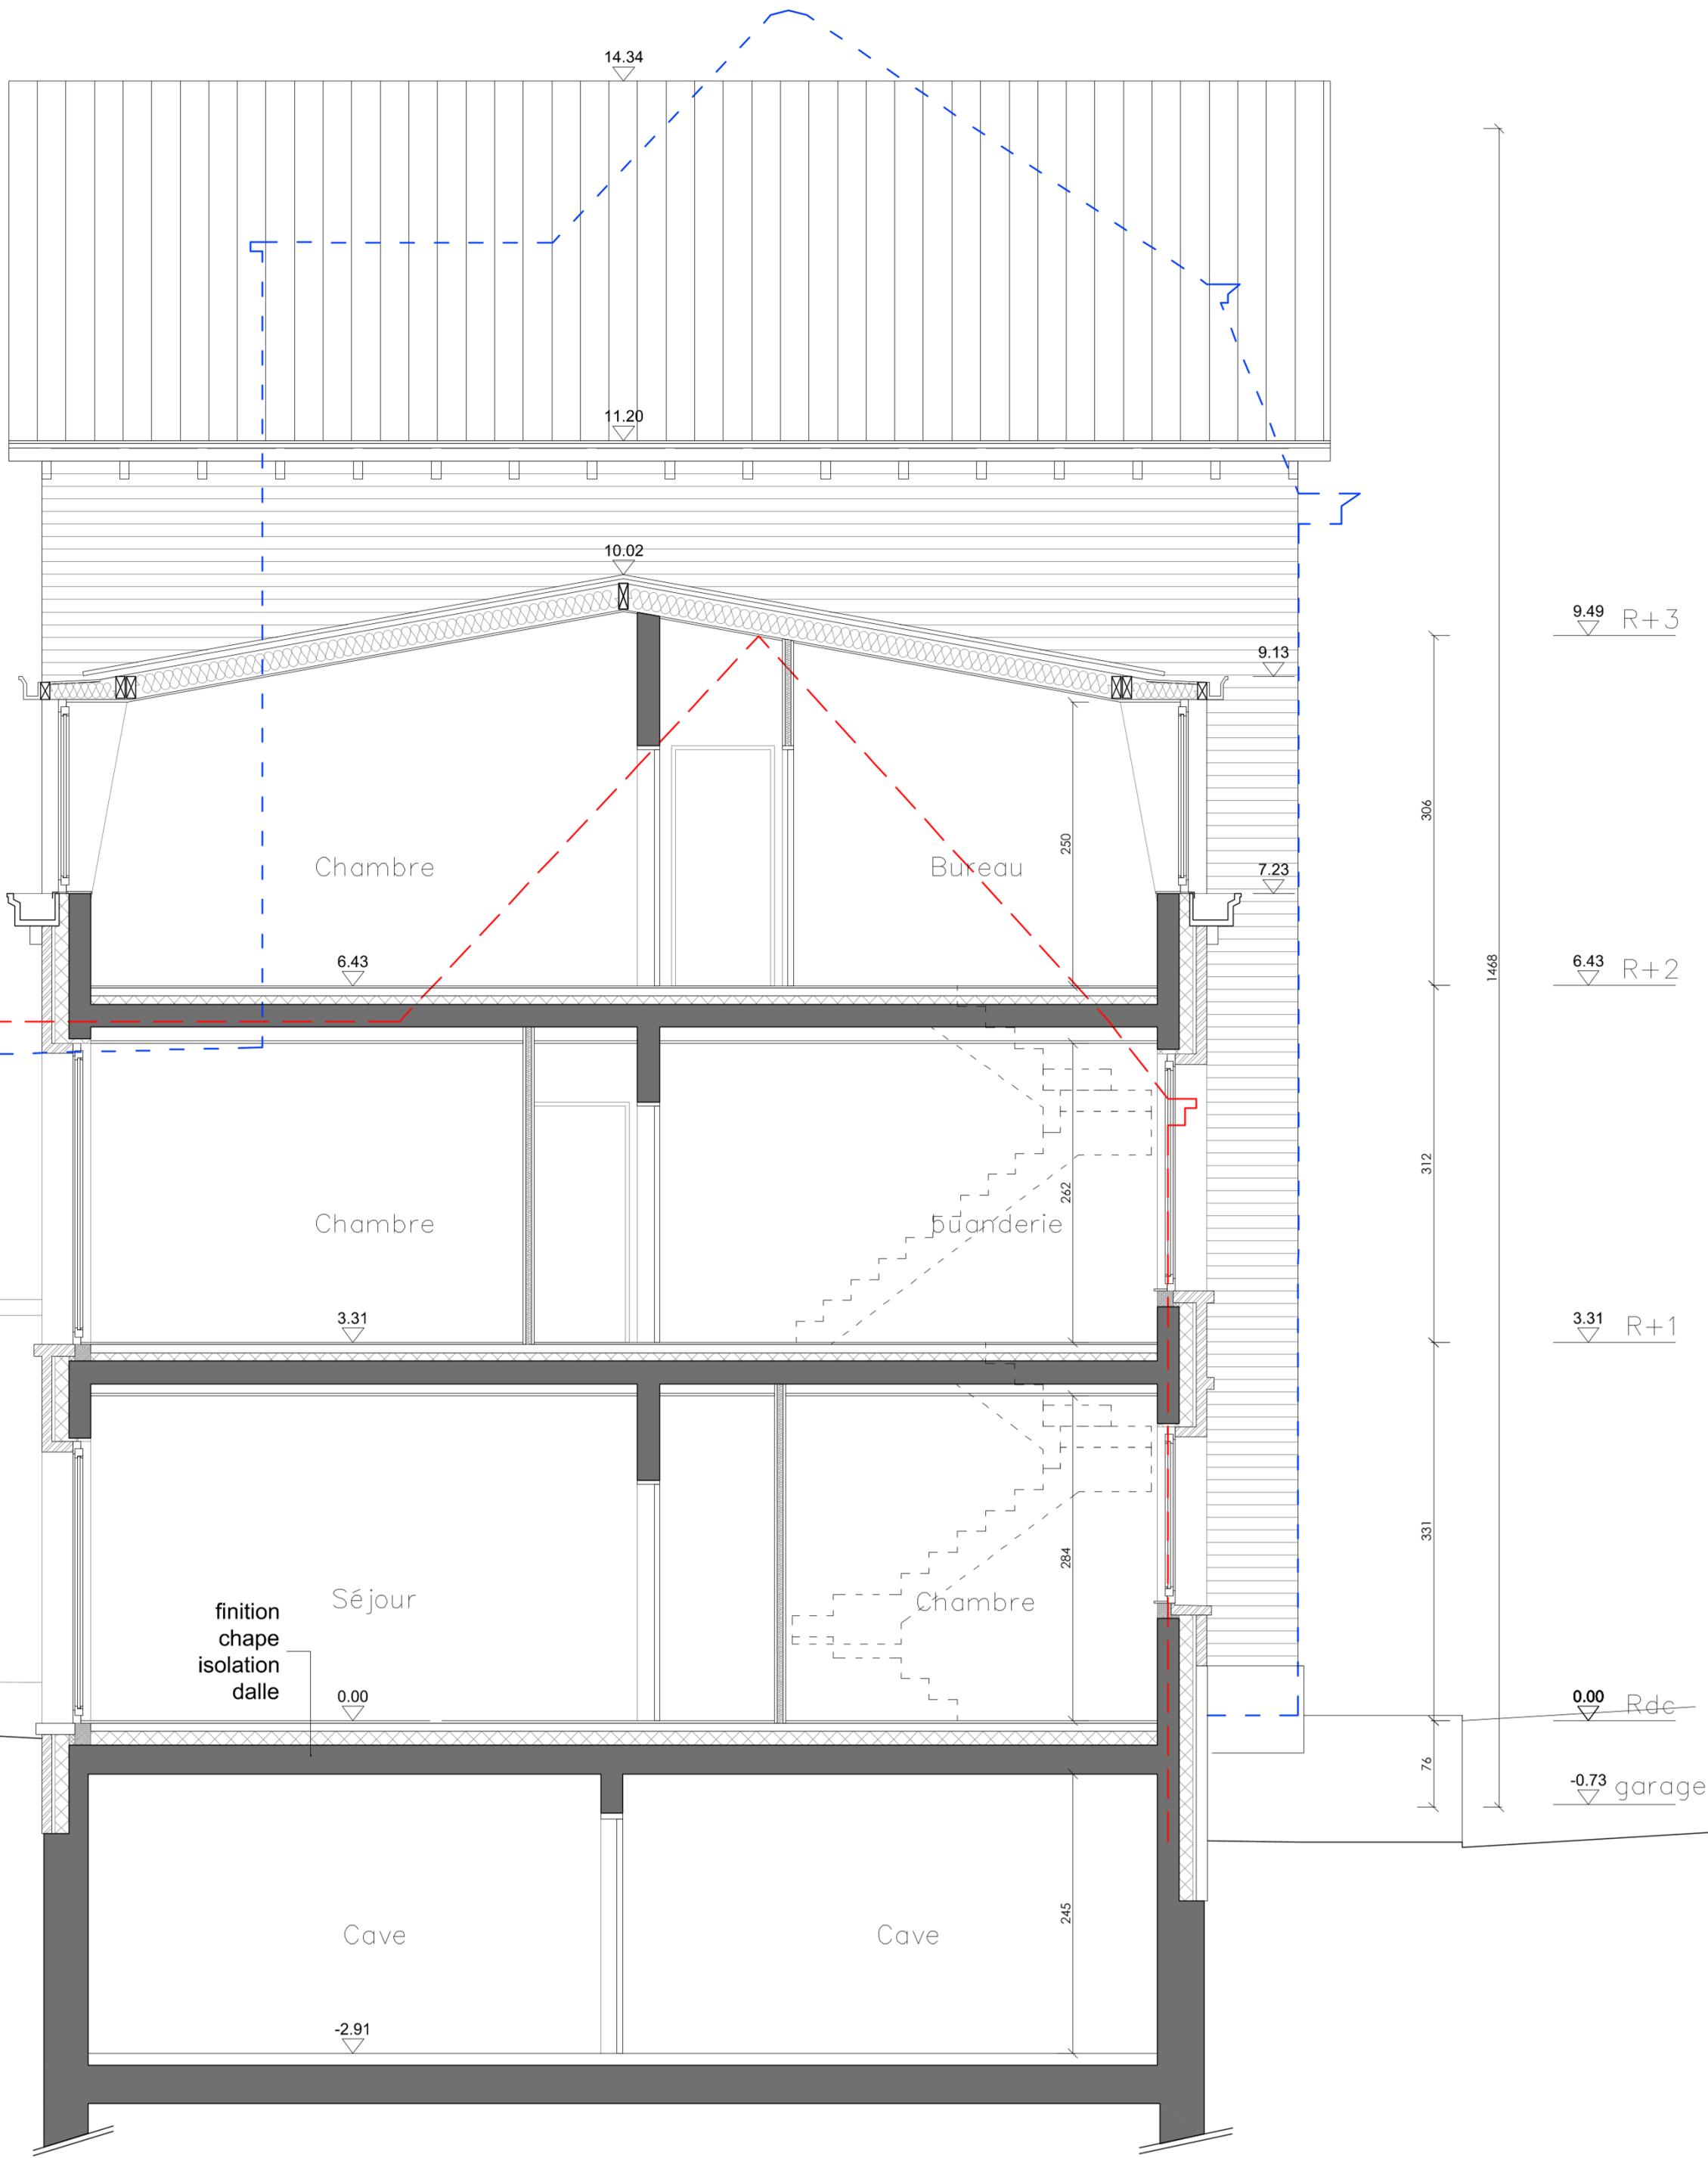 14.34
11.20
10.02
9.49 R+3
9.13
306
250
Chambre
Bureau
7.23
6.43
6.43 R+2
1468
312
262
Chambre
buanderie
3.31
3.31 R+1
331
284
Séjour
Chambre
finition
chape
isolation
dalle
0.00
0.00 Rdc
76
-0.73 garage
245
Cave
Cave
-2.91